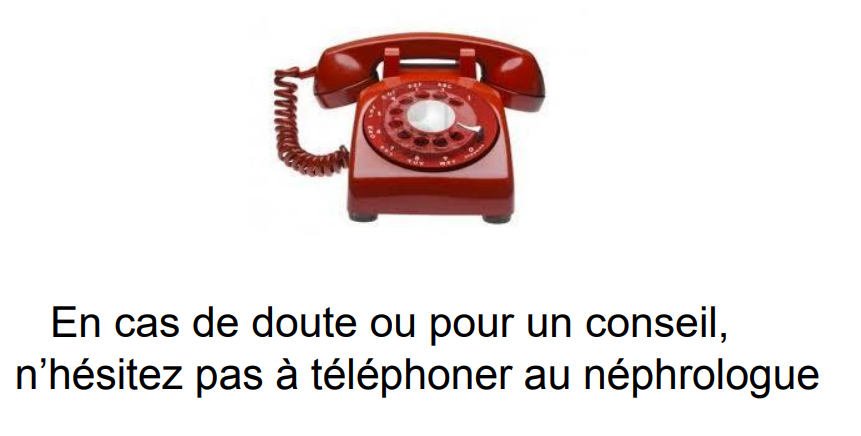 En cas de doute ou pour un conseil,
n’hésitez pas à téléphoner au néphrologue